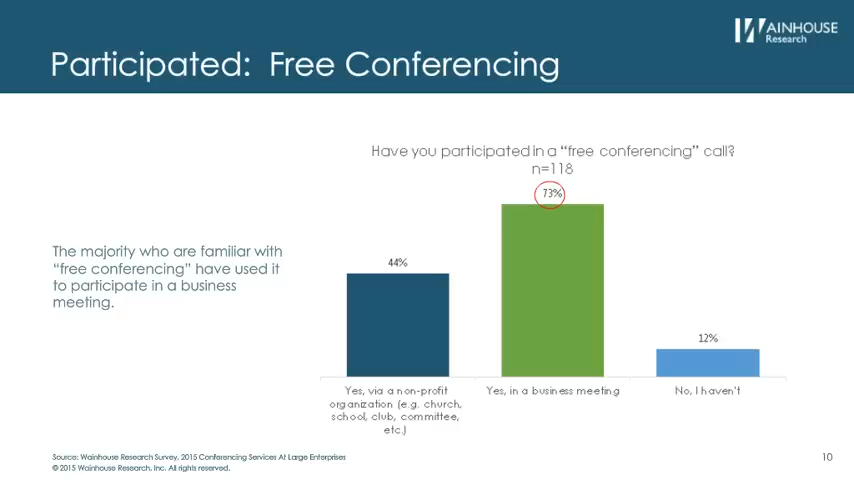 WAINHOUSE
Research
Participated:  Free Conferencing
Have you participated in a “free conferencing” call?
n=118
73%
The majority who are familiar with
“free conferencing” have used it
to participate in a business
meeting.
44%
12%
Yes, via a non-profit
organization (e.g. church,
school, club, committee,
etc.)
Yes, in a business meeting
No, I haven't
Source: Wainhouse Research Survey, 2015 Conferencing Services At Large Enterprises
© 2015 Wainhouse Research, Inc. All rights reserved.
10